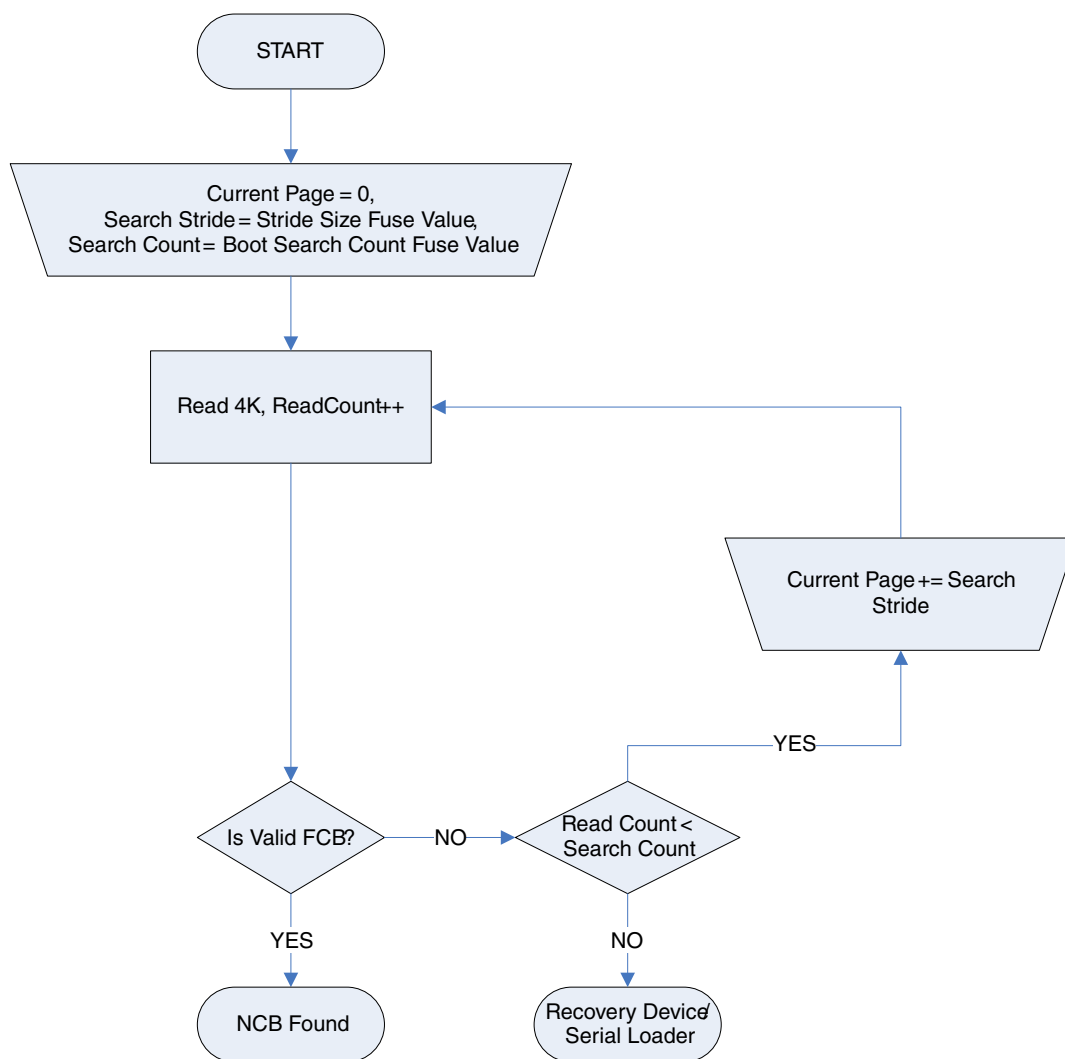 START
Current Page = 0,
Search Stride = Stride Size Fuse Value,
Search Count = Boot Search Count Fuse Value
Read 4K, ReadCount++
Current Page += Search
Stride
YES
Is Valid FCB?
NO
Read Count <
Search Count
YES
NO
NCB Found
Recovery Device/
Serial Loader